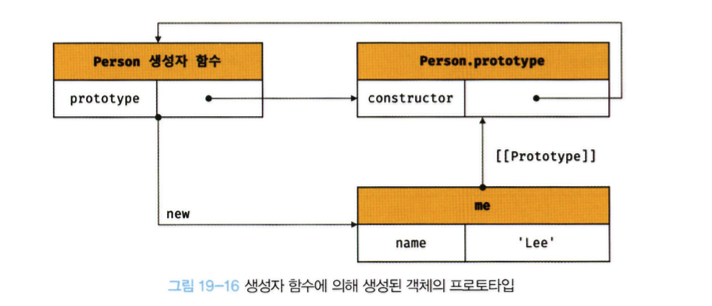 Person 생성자 함수
Person.prototype
prototype
constructor
[[Prototype]]
new
me
name
'Lee'
그림 19-16 생성자 함수에 의해 생성된 객체의 프로토타입